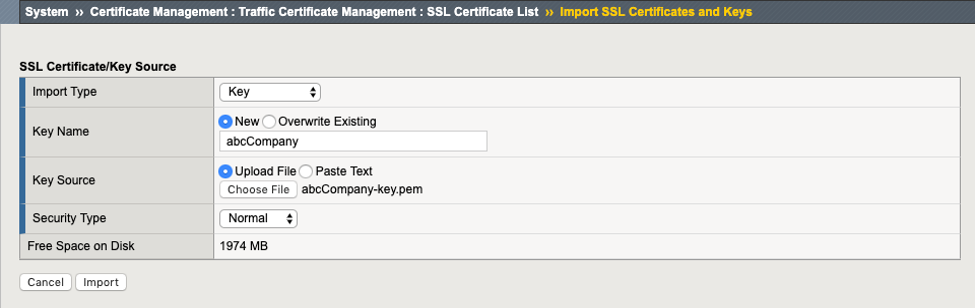 System ›› Certificate Management : Traffic Certificate Management : SSL Certificate List ›› Import SSL Certificates and Keys
SSL Certificate/Key Source
Import Type Key
Key Name New Overwrite Existing
abcCompany
Key Source Upload File Paste Text
Choose File abcCompany-key.pem
Security Type Normal
Free Space on Disk 1974 MB
Cancel Import